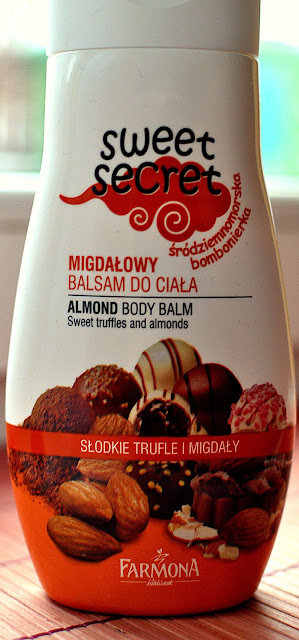 sweet
secret
śródziemnomorska
bombonierka
MIGDAŁOWY
BALSAM DO CIAŁA
ALMOND BODY BALM
Sweet truffles and almonds
SŁODKIE TRUFLE I MIGDAŁY
FARMONA